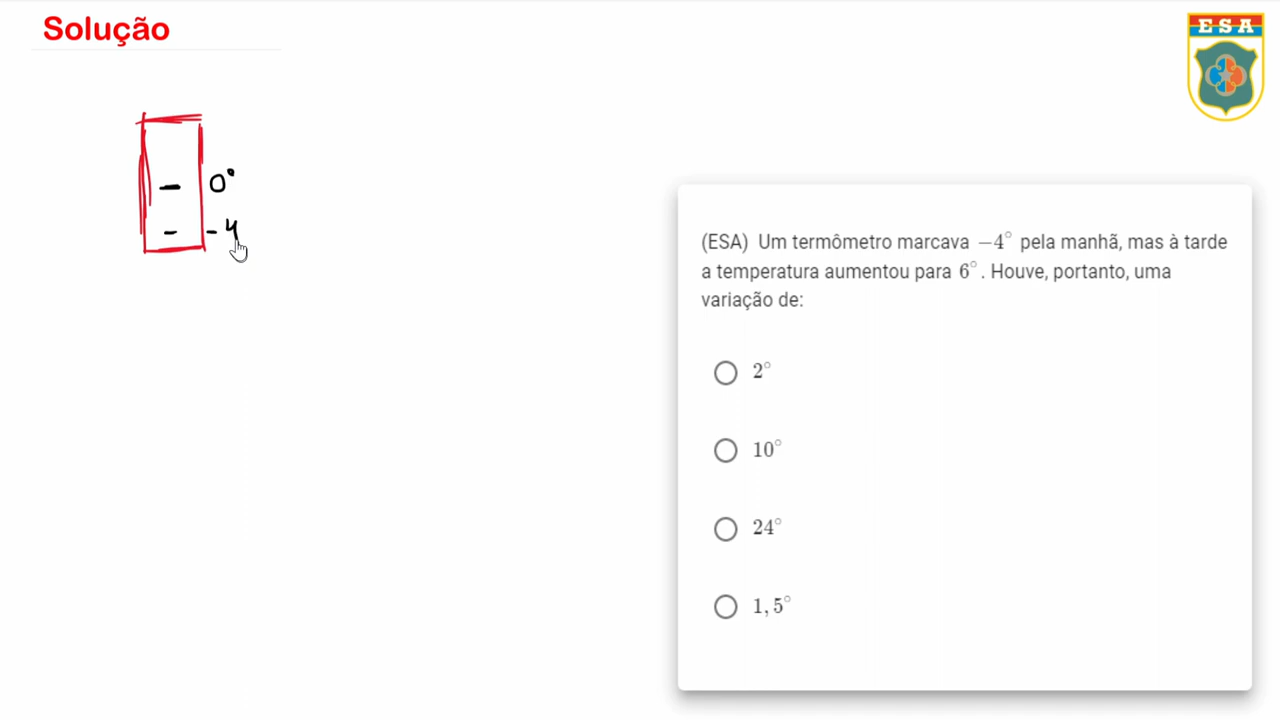 Solução
ESA
0°
-4
(ESA) Um termômetro marcava −4° pela manhã, mas à tarde
a temperatura aumentou para 6°. Houve, portanto, uma
variação de:
2°
10°
24°
1,5°